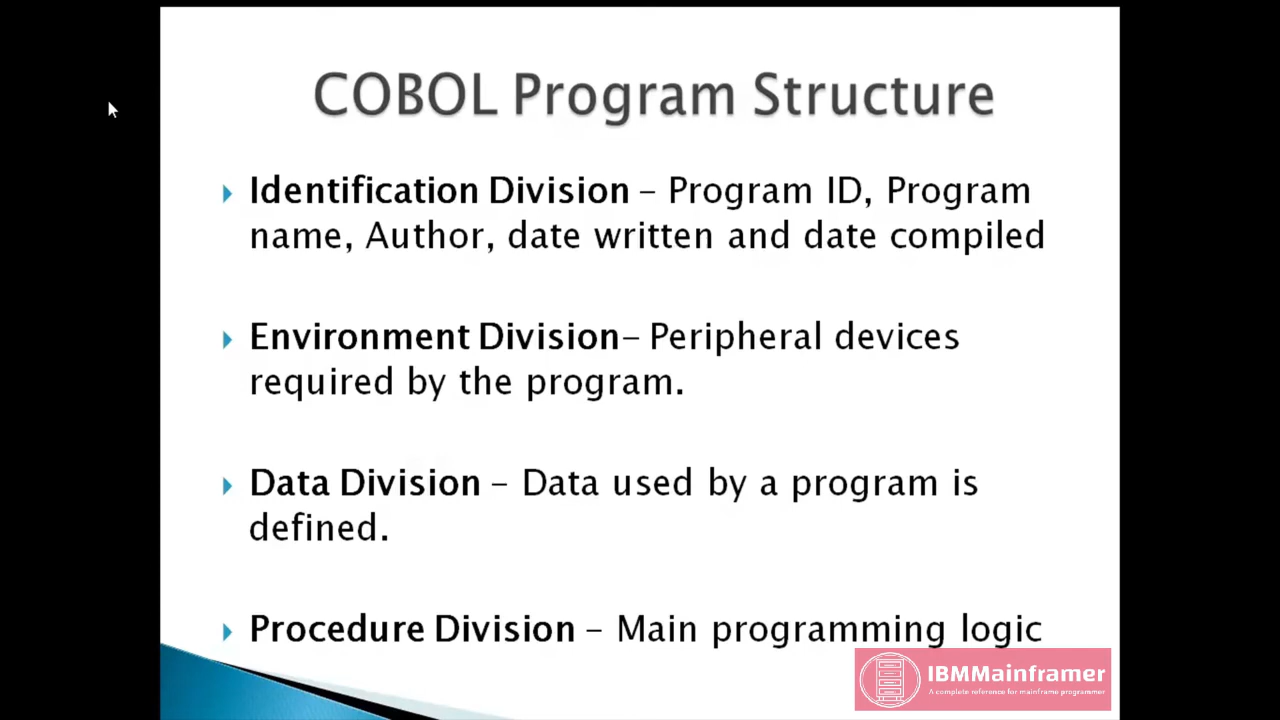 COBOL Program Structure
Identification Division – Program ID, Program
name, Author, date written and date compiled
Environment Division– Peripheral devices
required by the program.
Data Division – Data used by a program is
defined.
Procedure Division – Main programming logic
IBMMainframer
A complete reference for mainframe programmer